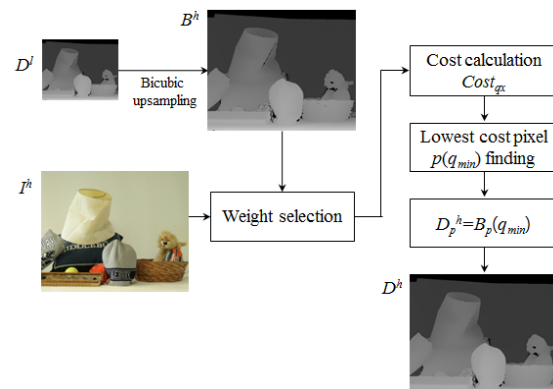 D^l
Bicubic
upsampling
B^h
I^h
Weight selection
Cost calculation
Cost_qx
Lowest cost pixel
p(q_min) finding
D_p^h=B_p(q_min)
D^h